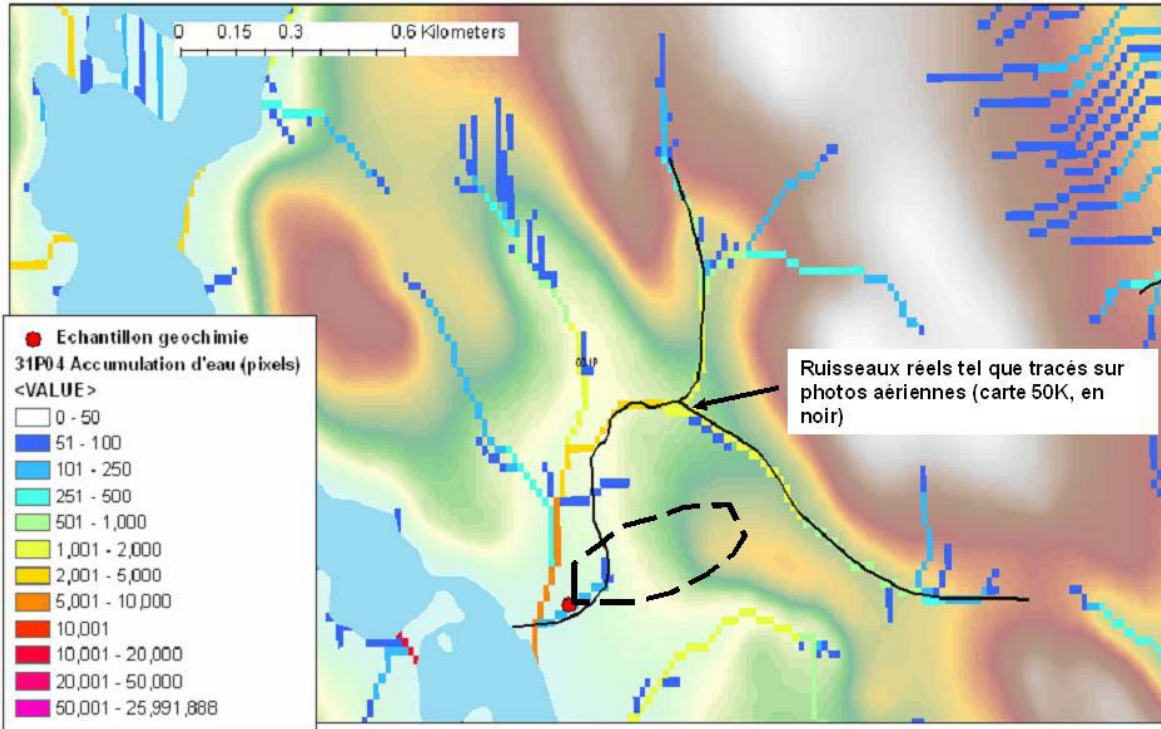 0 0.15 0.3 0.6 Kilometers
Ruisseaux réels tel que tracés sur
photos aériennes (carte 50K, en
noir)
Echantillon geochimie
31P04 Accumulation d'eau (pixels)
<VALUE>
0 - 50
51 - 100
101 - 250
251 - 500
501 - 1,000
1,001 - 2,000
2,001 - 5,000
5,001 - 10,000
10,001
10,001 - 20,000
20,001 - 50,000
50,001 - 25,991,888